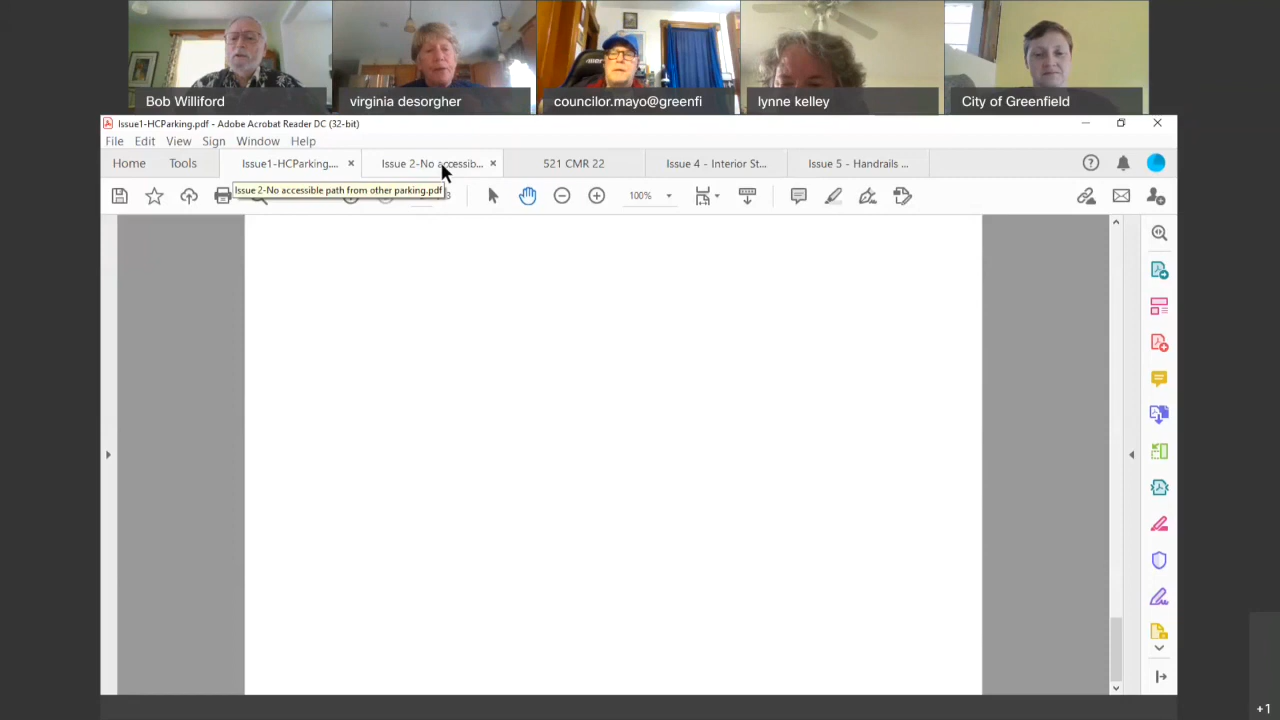 Bob Williford
virginia desorgher
councilor.mayo@greenfi
lynne kelley
City of Greenfield
Issue1-HCParking.pdf - Adobe Acrobat Reader DC (32-bit)
File Edit View Sign Window Help
Home Tools Issue1-HCParking.... Issue 2-No accessib... 521 CMR 22 Issue 4 - Interior St... Issue 5 - Handrails ...
Issue 2-No accessible path from other parking.pdf
100%
+1